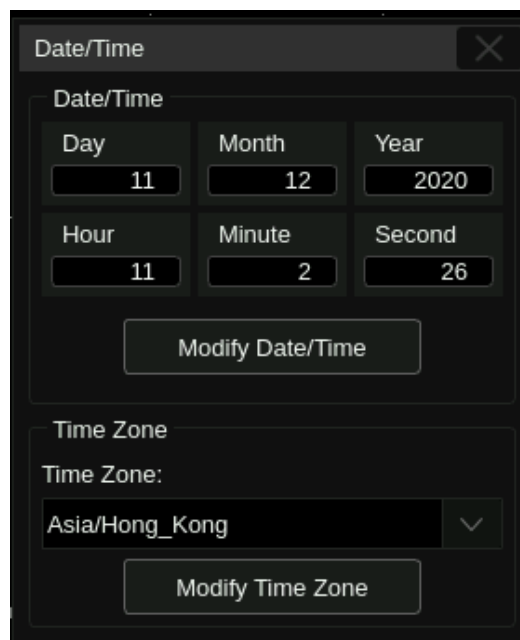 Date/Time
Date/Time
Day Month Year
11 12 2020
Hour Minute Second
11 2 26
Modify Date/Time
Time Zone
Time Zone:
Asia/Hong_Kong
Modify Time Zone